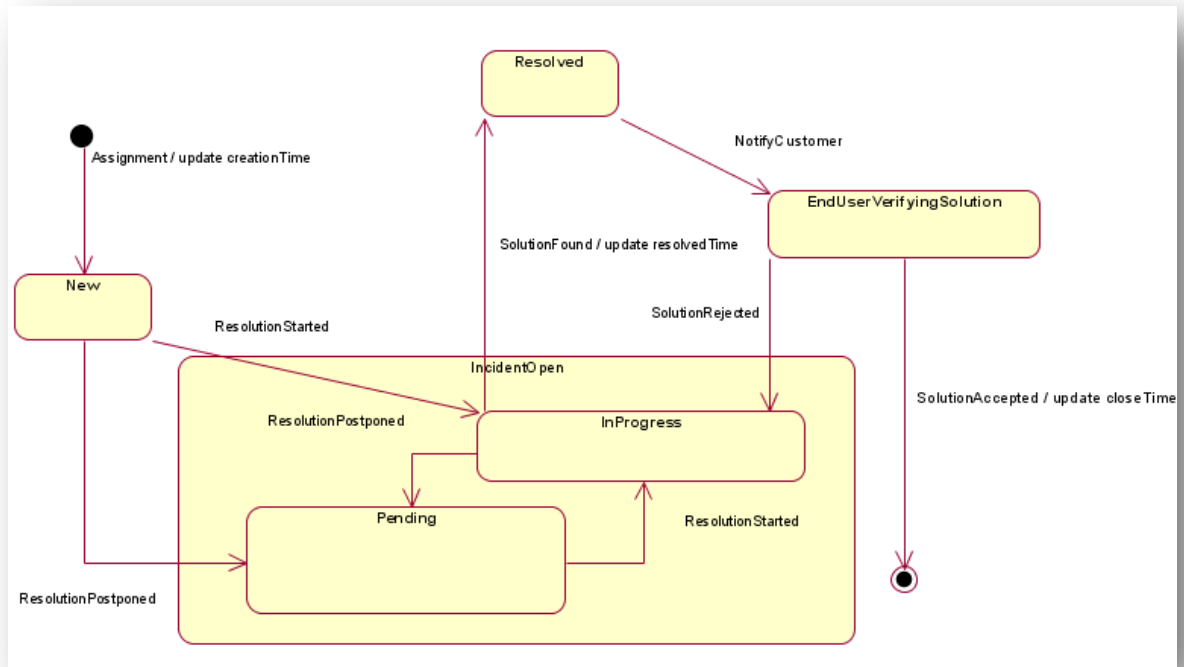 Resolved
Assignment / update creationTime
NotifyCustomer
EndUserVerifyingSolution
SolutionFound / update resolvedTime
New
SolutionRejected
ResolutionStarted
IncidentOpen
SolutionAccepted / update closeTime
ResolutionPostponed
InProgress
Pending
ResolutionStarted
ResolutionPostponed